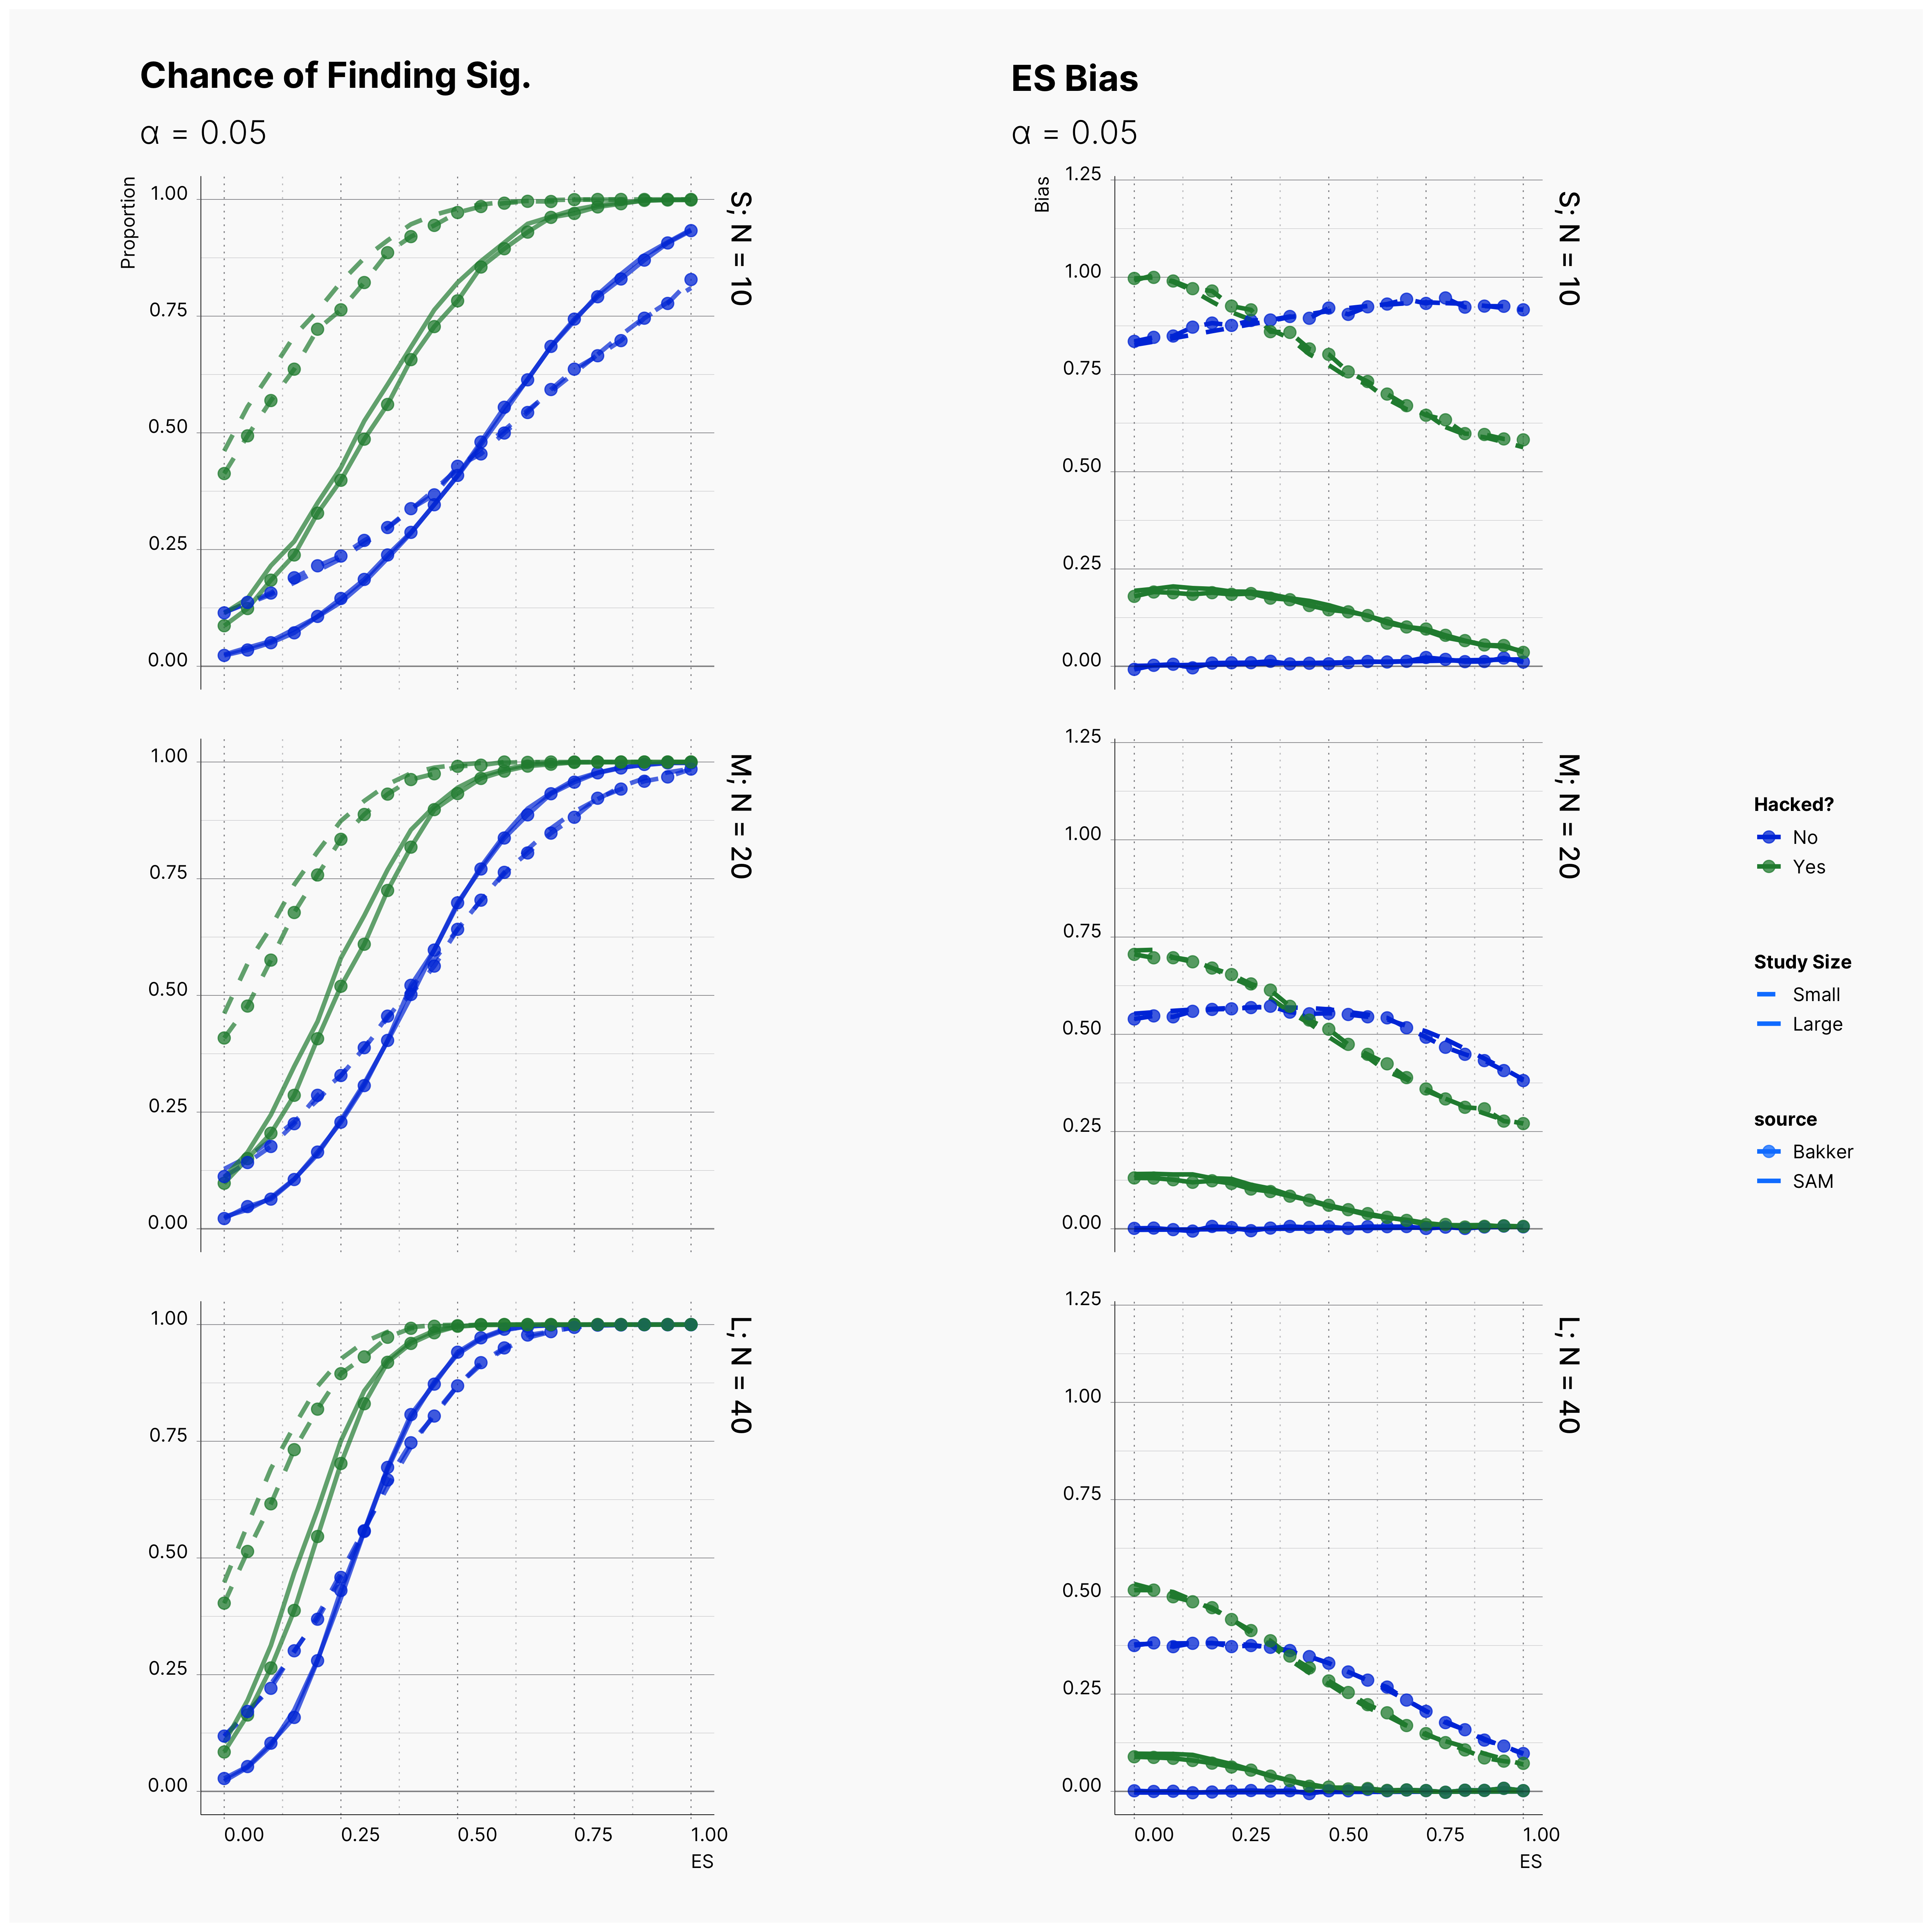 Chance of Finding Sig.
α = 0.05
ES Bias
α = 0.05
Proportion
1.00
0.75
0.50
0.25
0.00
S; N = 10
Bias
1.25
1.00
0.75
0.50
0.25
0.00
S; N = 10
1.00
0.75
0.50
0.25
0.00
M; N = 20
1.25
1.00
0.75
0.50
0.25
0.00
M; N = 20
1.00
0.75
0.50
0.25
0.00
L; N = 40
0.00 0.25 0.50 0.75 1.00
ES
1.25
1.00
0.75
0.50
0.25
0.00
L; N = 40
0.00 0.25 0.50 0.75 1.00
ES
Hacked?
No
Yes
Study Size
Small
Large
source
Bakker
SAM